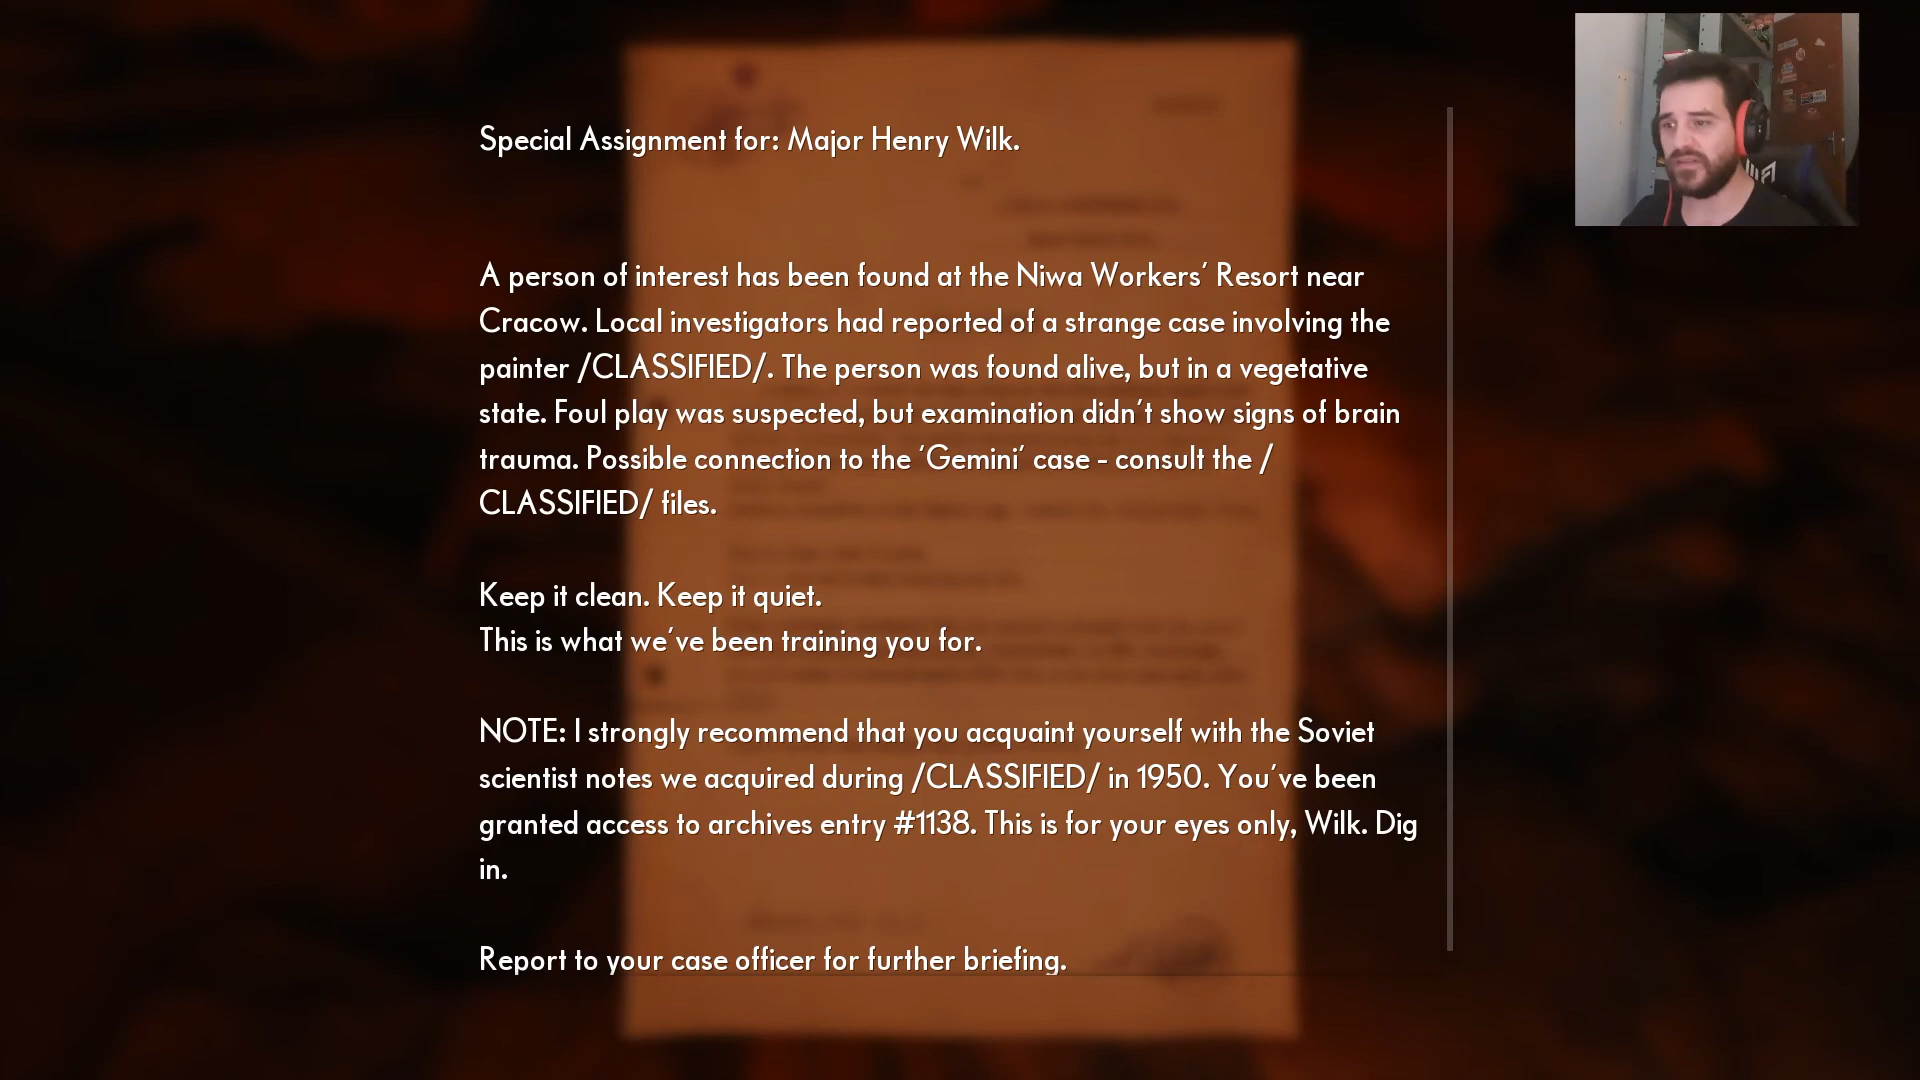 Special Assignment for: Major Henry Wilk.
A person of interest has been found at the Niwa Workers' Resort near
Cracow. Local investigators had reported of a strange case involving the
painter /CLASSIFIED/. The person was found alive, but in a vegetative
state. Foul play was suspected, but examination didn't show signs of brain
trauma. Possible connection to the 'Gemini' case - consult the /
CLASSIFIED/ files.
Keep it clean. Keep it quiet.
This is what we've been training you for.
NOTE: I strongly recommend that you acquaint yourself with the Soviet
scientist notes we acquired during /CLASSIFIED/ in 1950. You've been
granted access to archives entry #1138. This is for your eyes only, Wilk. Dig
in.
Report to your case officer for further briefing.